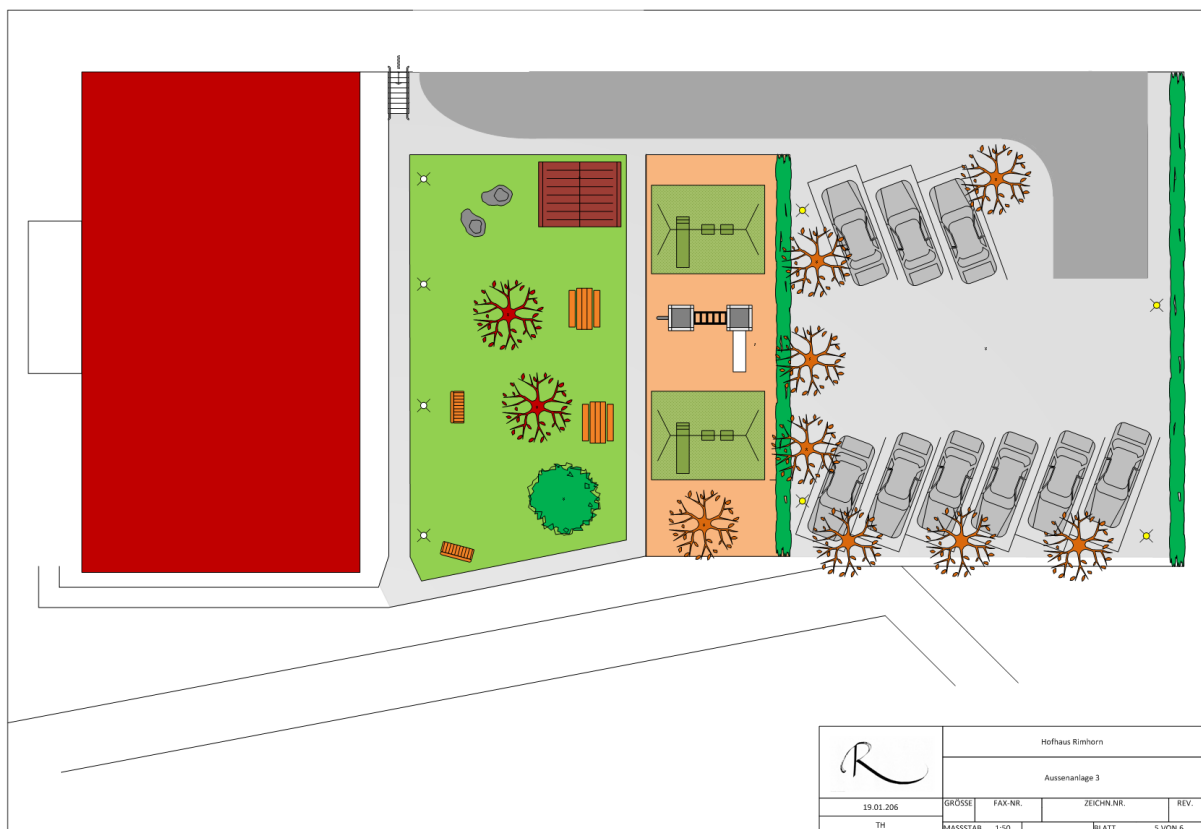 R
Hofhaus Rimhorn
Aussenanlage 3
19.01.206
GRÖSSE FAX-NR. ZEICHN.NR. REV.
TH
MASSSTAB 1:50 BLATT 5 VON 6